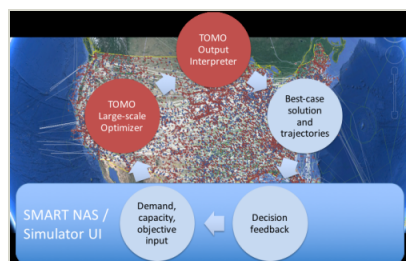 TOMO
Output
Interpreter
TOMO
Large-scale
Optimizer
Best-case
solution
and
trajectories
SMART NAS /
Simulator UI
Demand,
capacity,
objective
input
Decision
feedback